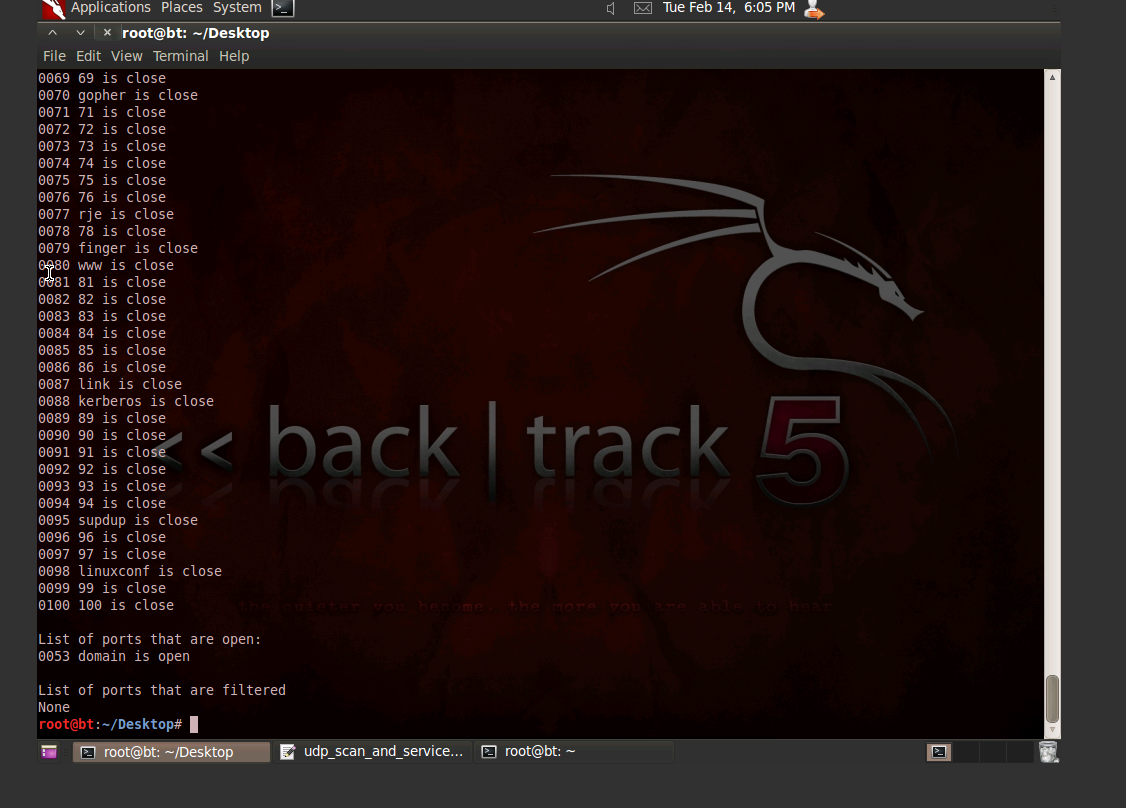 Applications Places System Tue Feb 14, 6:05 PM
root@bt: ~/Desktop
File Edit View Terminal Help
0069 69 is close
0070 gopher is close
0071 71 is close
0072 72 is close
0073 73 is close
0074 74 is close
0075 75 is close
0076 76 is close
0077 rje is close
0078 78 is close
0079 finger is close
0080 www is close
0081 81 is close
0082 82 is close
0083 83 is close
0084 84 is close
0085 85 is close
0086 86 is close
0087 link is close
0088 kerberos is close
0089 89 is close
0090 90 is close
0091 91 is close
0092 92 is close
0093 93 is close
0094 94 is close
0095 supdup is close
0096 96 is close
0097 97 is close
0098 linuxconf is close
0099 99 is close
0100 100 is close
<< back | track 5
the quieter you become, the more you are able to hear
List of ports that are open:
0053 domain is open
List of ports that are filtered
None
root@bt:~/Desktop#
root@bt: ~/Desktop udp_scan_and_service... root@bt: ~